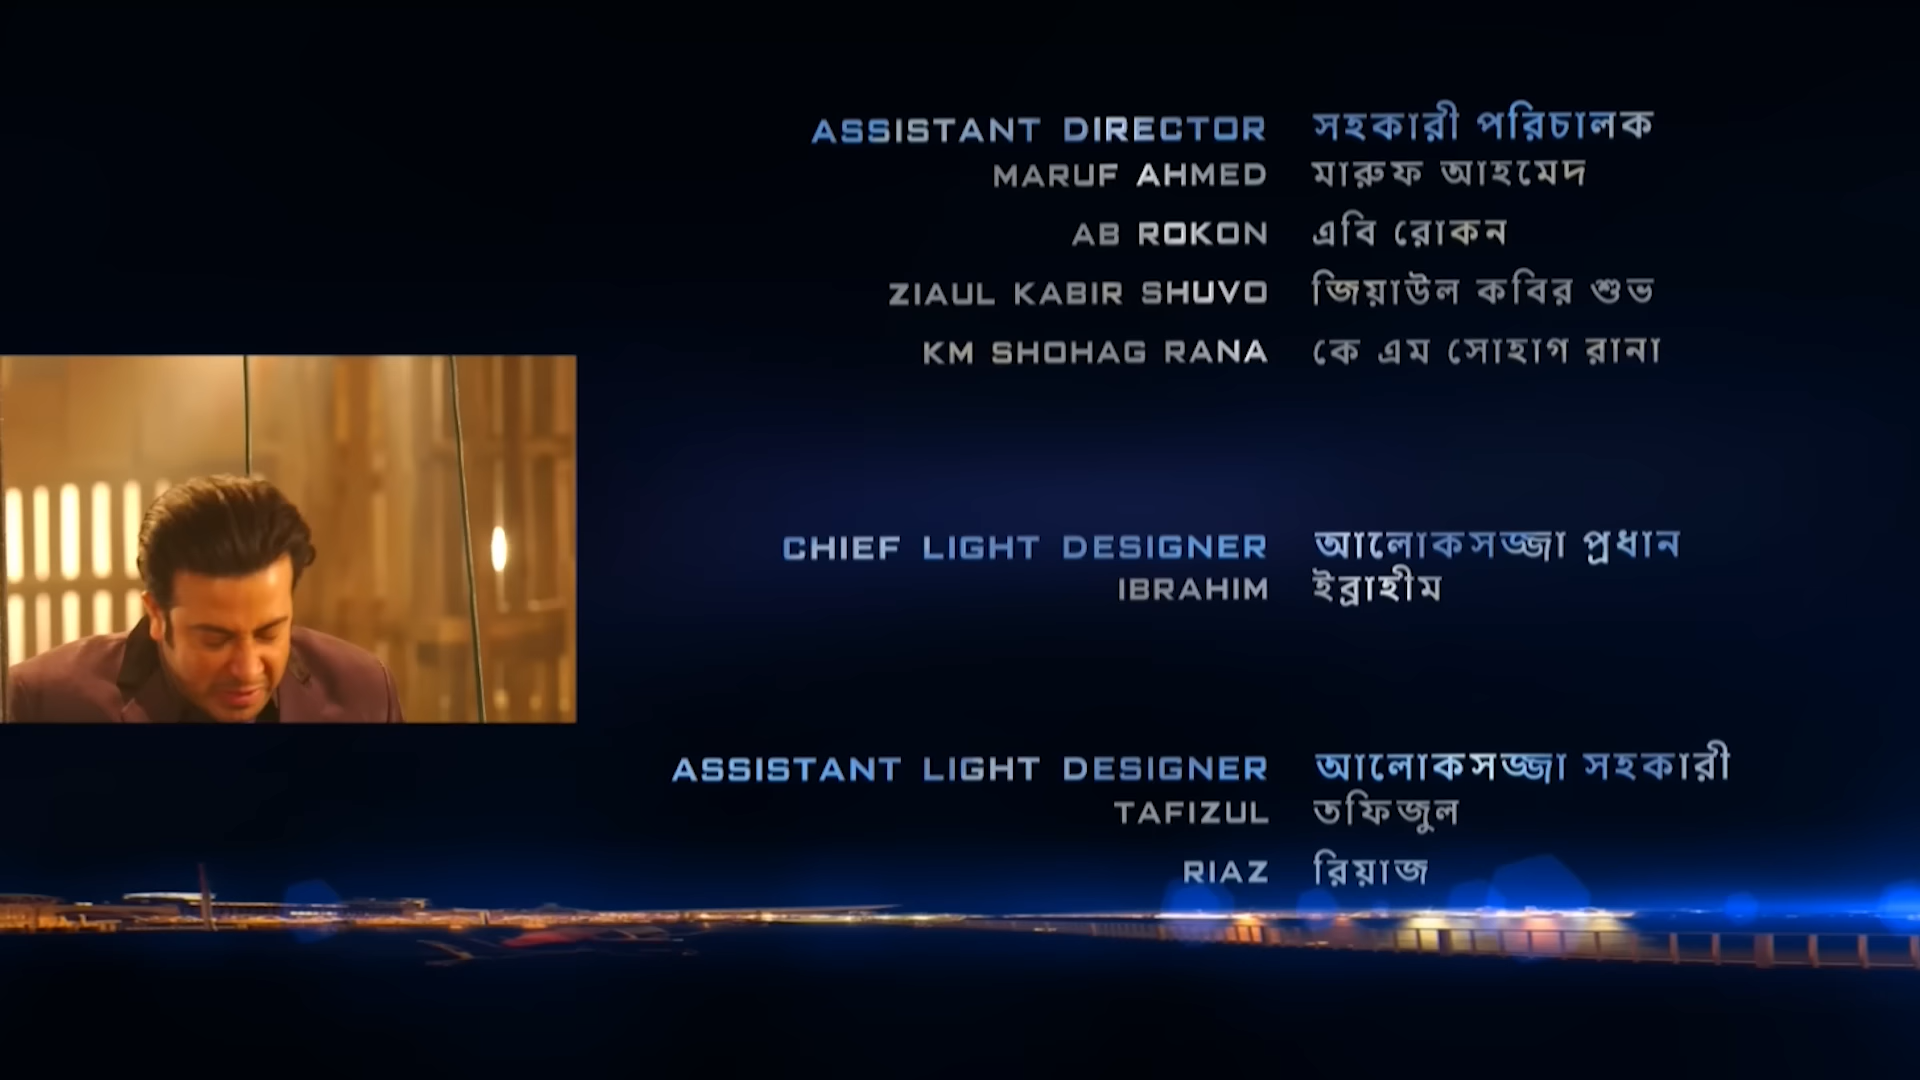 ASSISTANT DIRECTOR সহকারী পরিচালক
MARUF AHMED মারুফ আহমেদ
AB ROKON এবি রোকন
ZIAUL KABIR SHUVO জিয়াউল কবির শুভ
KM SHOHAG RANA কে এম সোহাগ রানা
CHIEF LIGHT DESIGNER আলোকসজ্জা প্রধান
IBRAHIM ইব্রাহীম
ASSISTANT LIGHT DESIGNER আলোকসজ্জা সহকারী
TAFIZUL তফিজুল
RIAZ রিয়াজ